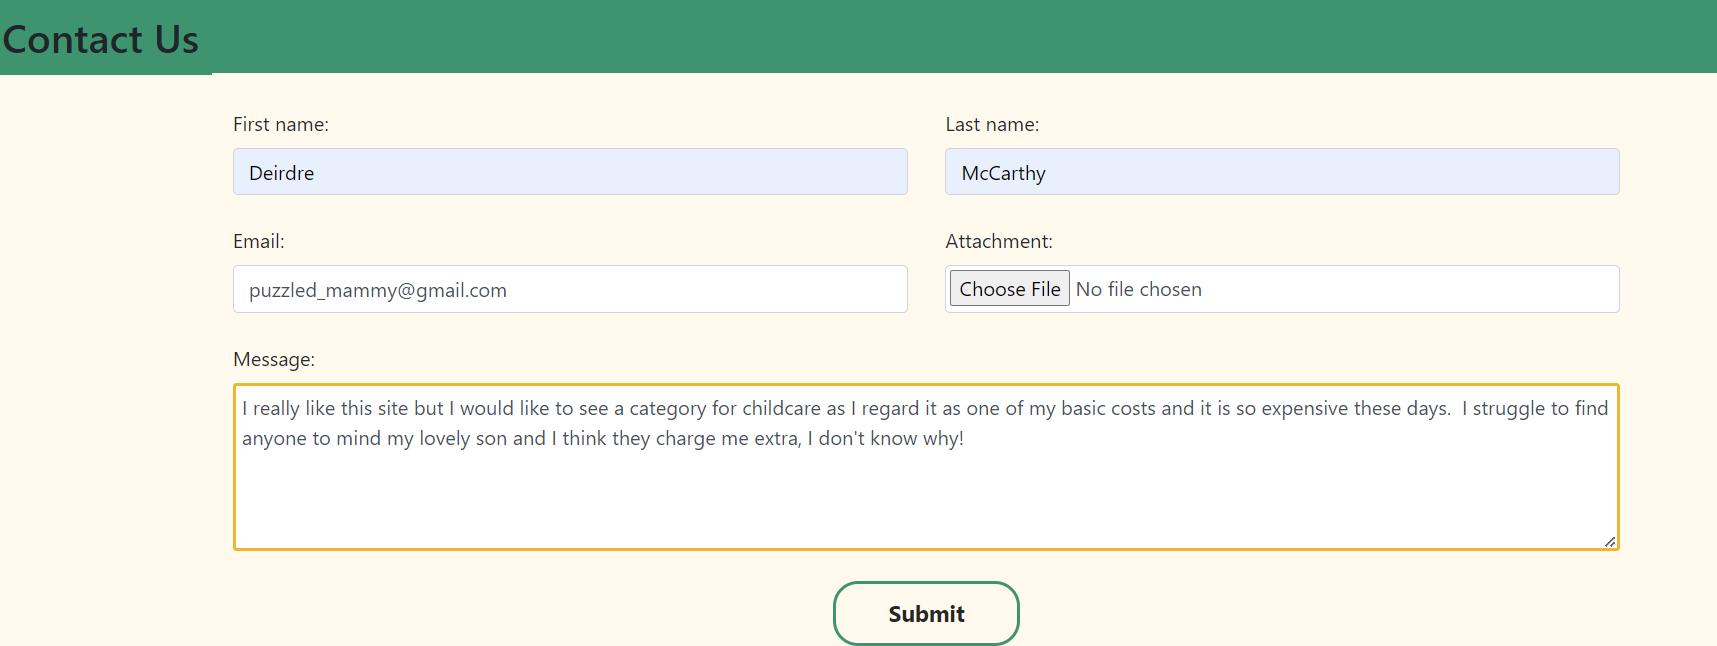 Contact Us
First name:
Last name:
Deirdre
McCarthy
Email:
Attachment:
puzzled_mammy@gmail.com
Choose File No file chosen
Message:
I really like this site but I would like to see a category for childcare as I regard it as one of my basic costs and it is so expensive these days.  I struggle to find
anyone to mind my lovely son and I think they charge me extra, I don't know why!
Submit